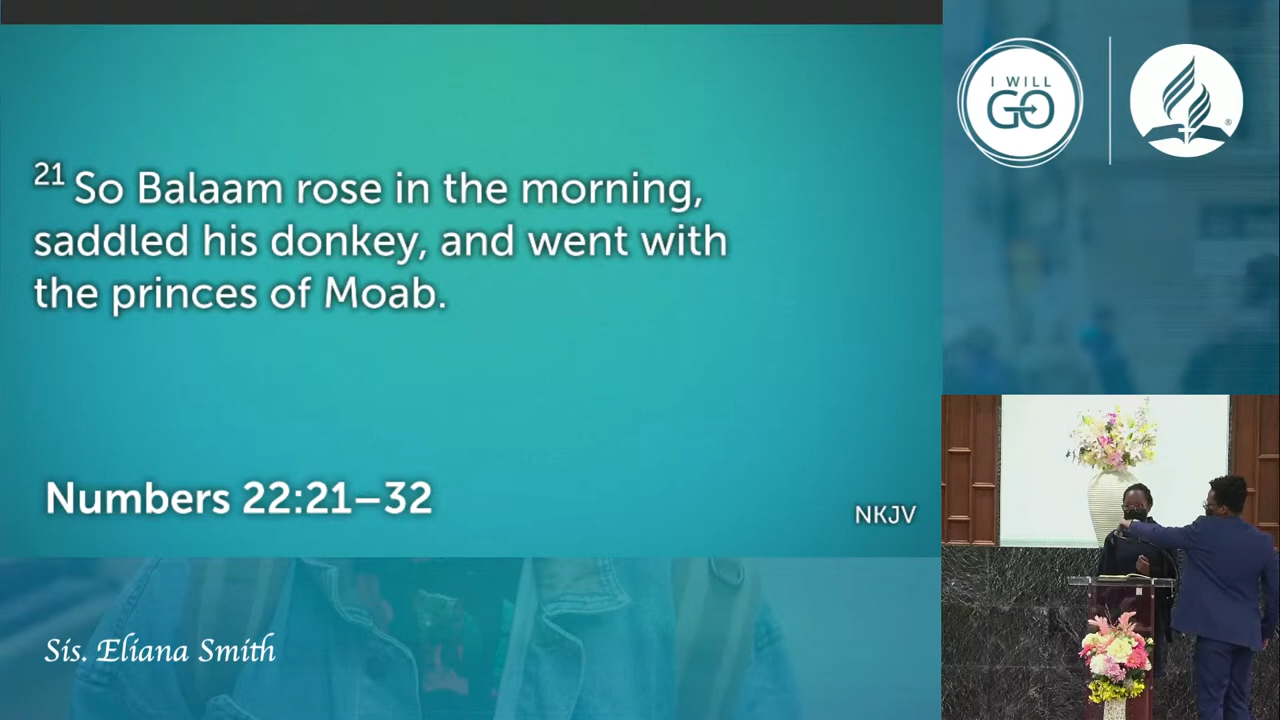 21 So Balaam rose in the morning,
saddled his donkey, and went with
the princes of Moab.
Numbers 22:21–32
NKJV
Sis. Eliana Smith
I WILL
GO
®